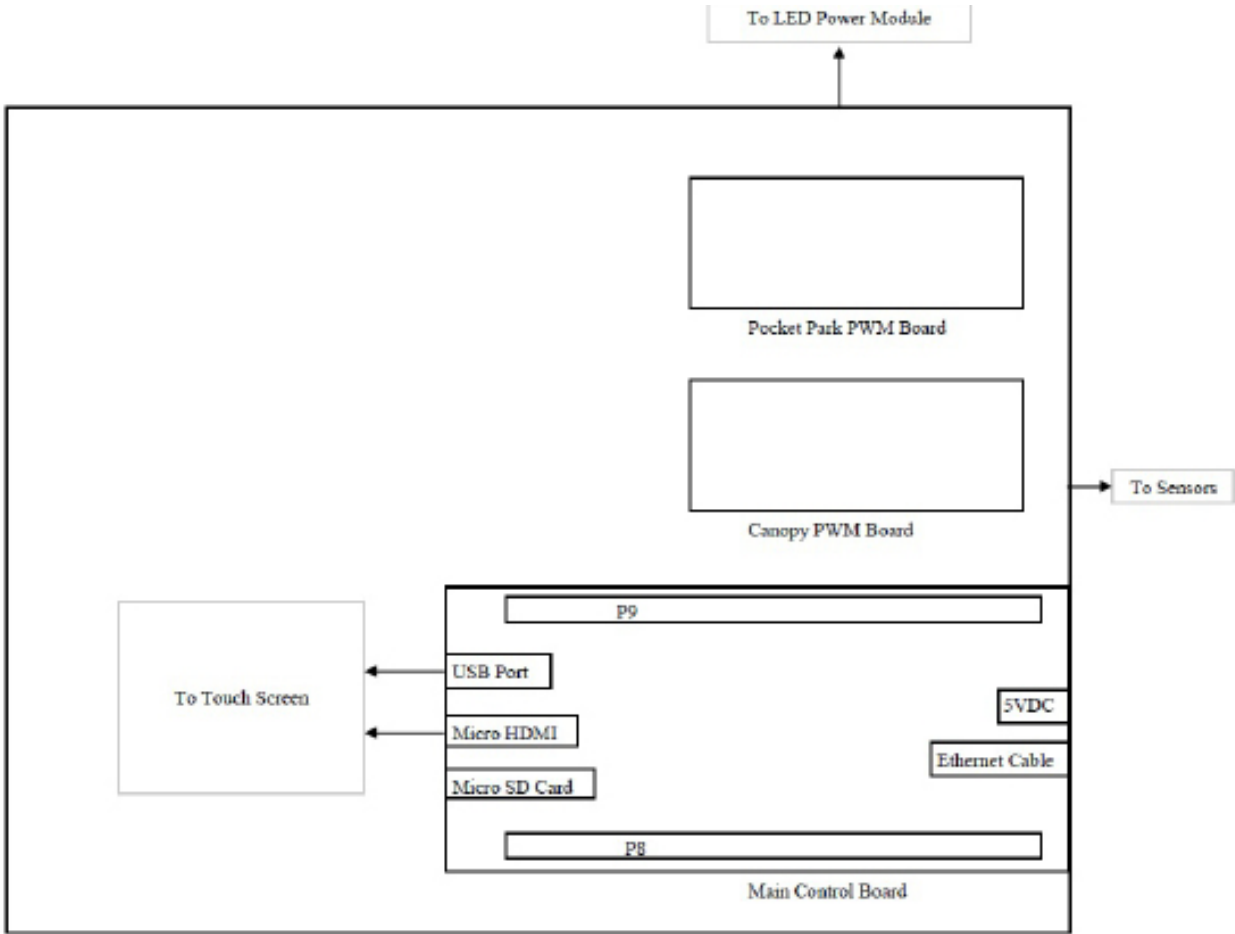 To LED Power Module
Pocket Park PWM Board
To Sensors
Canopy PWM Board
P9
USB Port
To Touch Screen
5VDC
Micro HDMI
Ethernet Cable
Micro SD Card
P8
Main Control Board